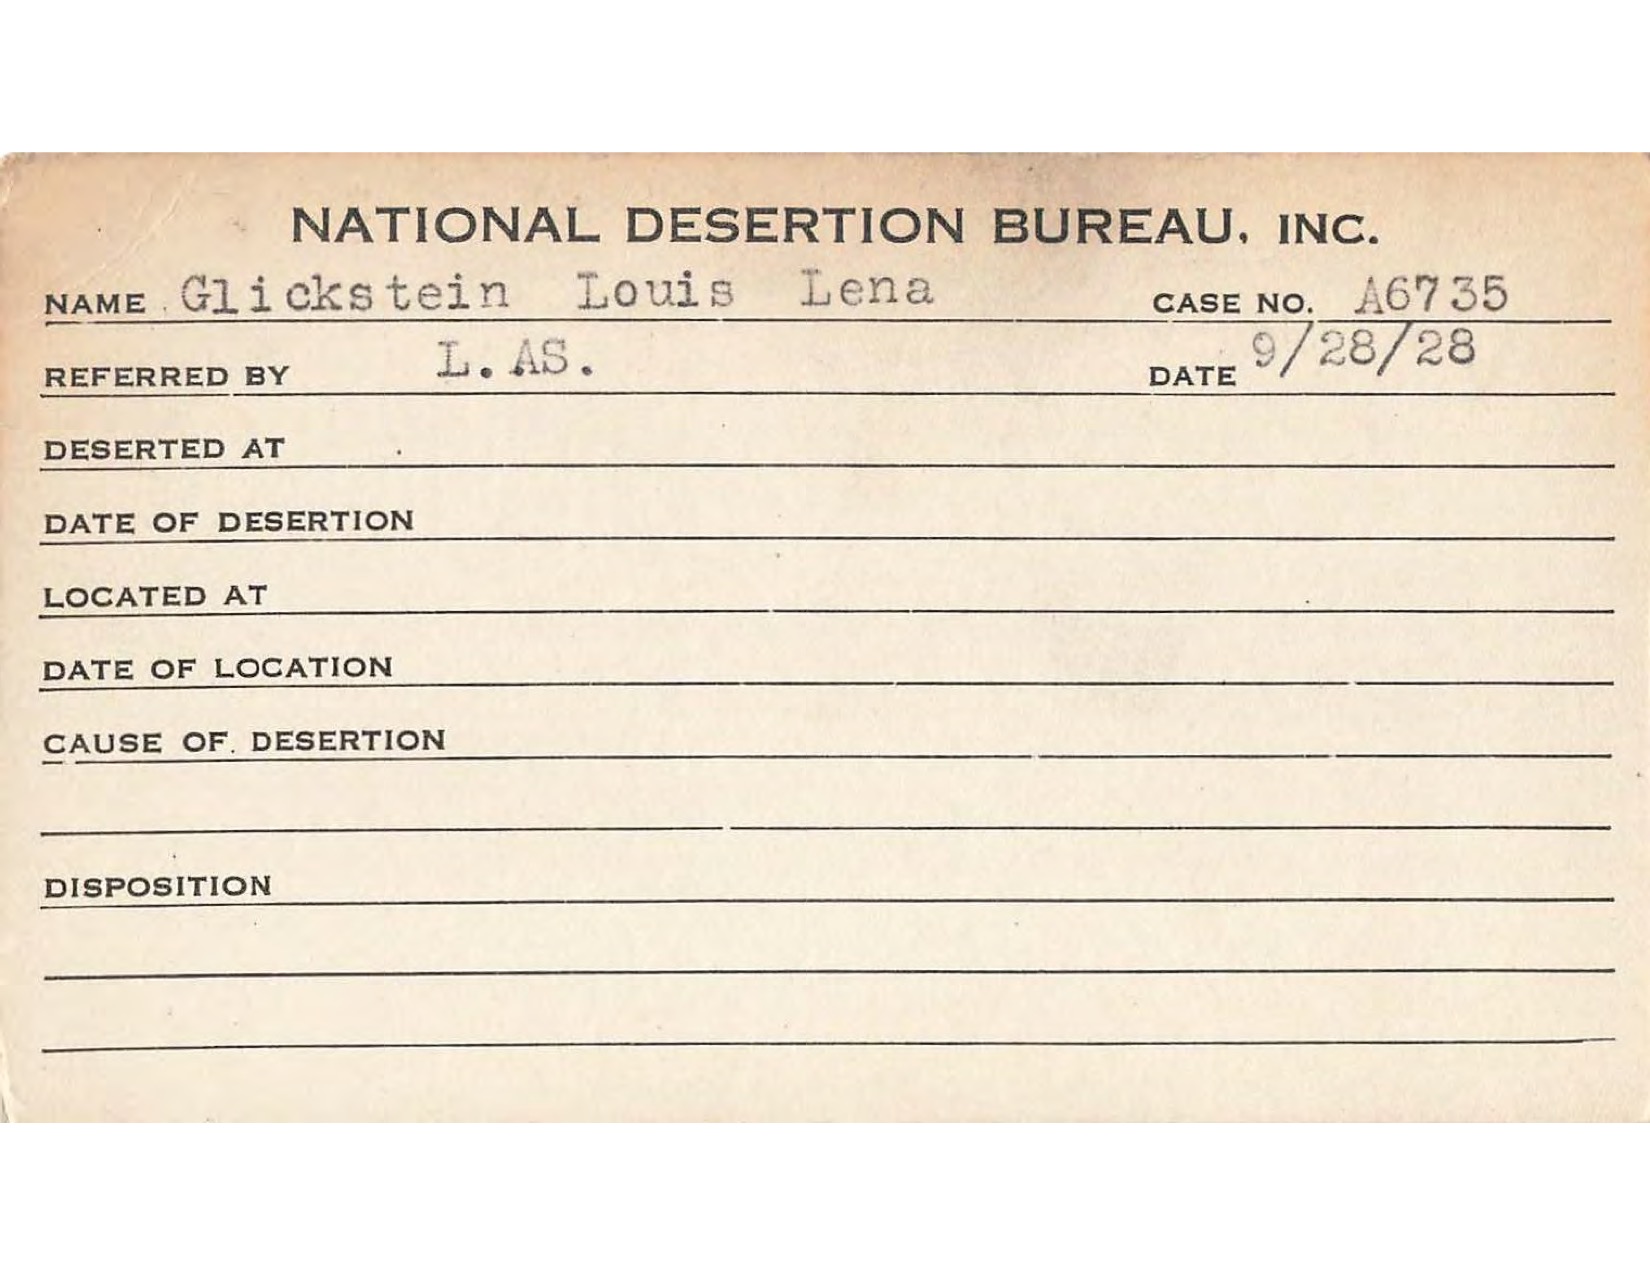 NATIONAL DESERTION BUREAU, INC.
NAME Glickstein Louis Lena CASE NO. A6735
REFERRED BY L.AS. DATE 9/28/28
DESERTED AT
DATE OF DESERTION
LOCATED AT
DATE OF LOCATION
CAUSE OF DESERTION
DISPOSITION